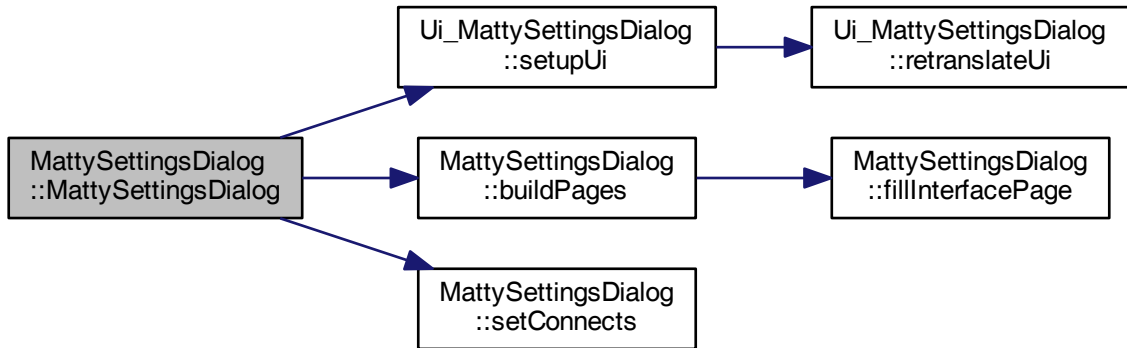 Ui_MattySettingsDialog
::setupUi
Ui_MattySettingsDialog
::retranslateUi
MattySettingsDialog
::MattySettingsDialog
MattySettingsDialog
::buildPages
MattySettingsDialog
::fillInterfacePage
MattySettingsDialog
::setConnects